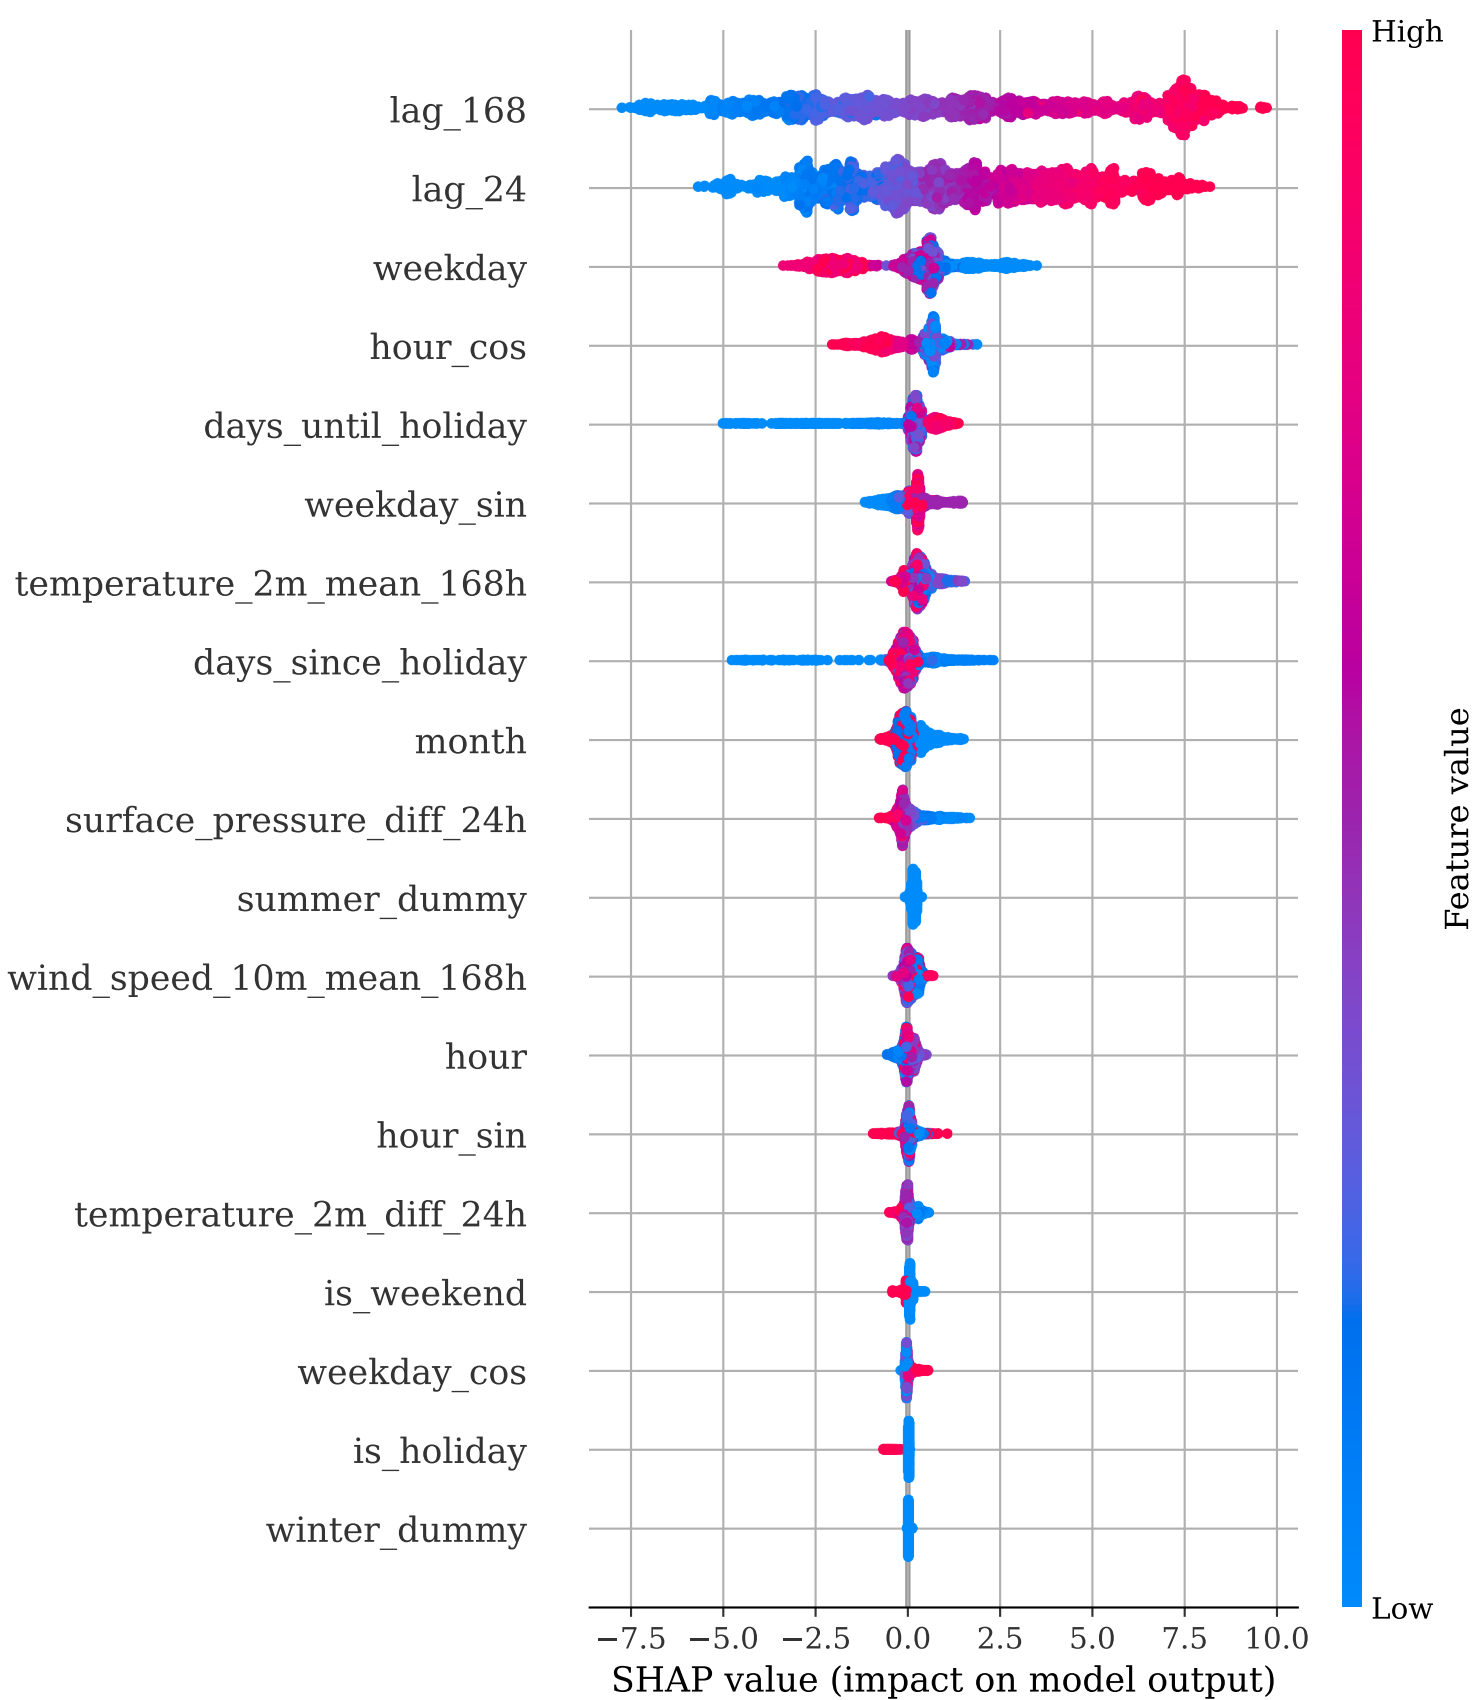 High
lag_168
lag_24
weekday
hour_cos
days_until_holiday
weekday_sin
temperature_2m_mean_168h
days_since_holiday
month
surface_pressure_diff_24h
summer_dummy
wind_speed_10m_mean_168h
hour
hour_sin
temperature_2m_diff_24h
is_weekend
weekday_cos
is_holiday
winter_dummy
Feature value
Low
−7.5 −5.0 −2.5 0.0 2.5 5.0 7.5 10.0
SHAP value (impact on model output)